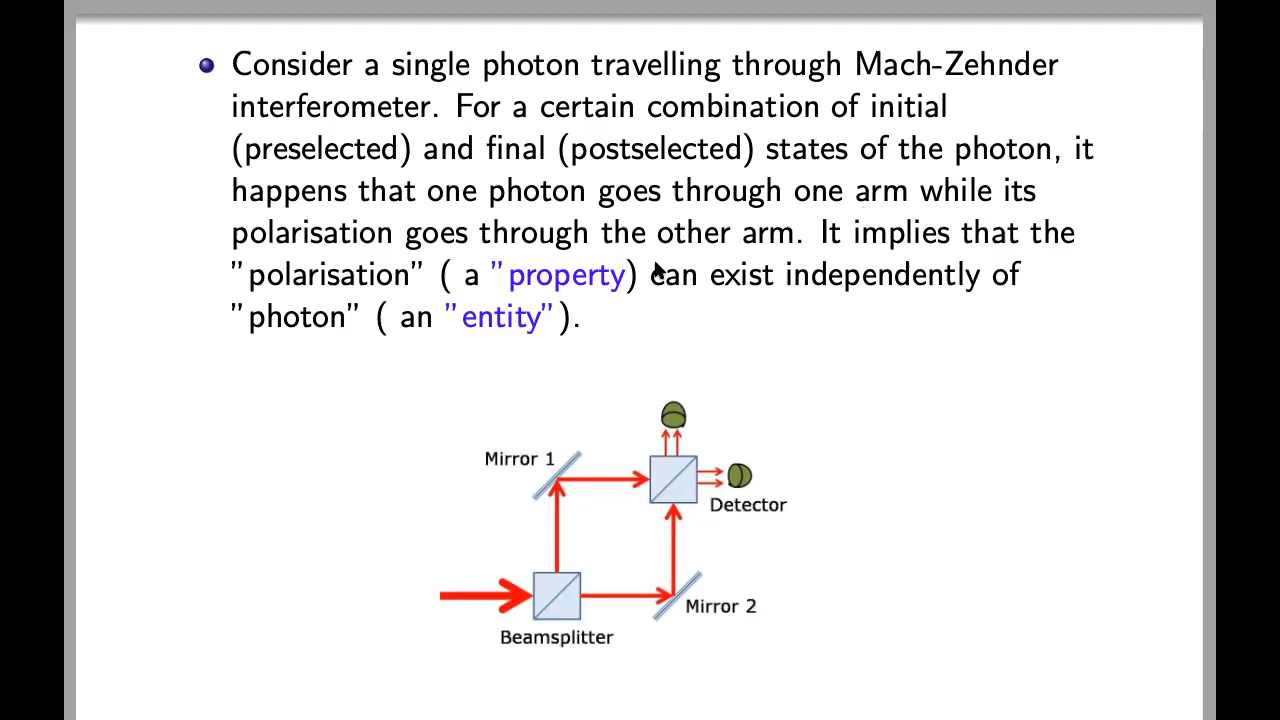 Consider a single photon travelling through Mach-Zehnder
interferometer. For a certain combination of initial
(preselected) and final (postselected) states of the photon, it
happens that one photon goes through one arm while its
polarisation goes through the other arm. It implies that the
”polarisation” ( a ”property) can exist independently of
”photon” ( an ”entity”).
Mirror 1
Detector
Mirror 2
Beamsplitter